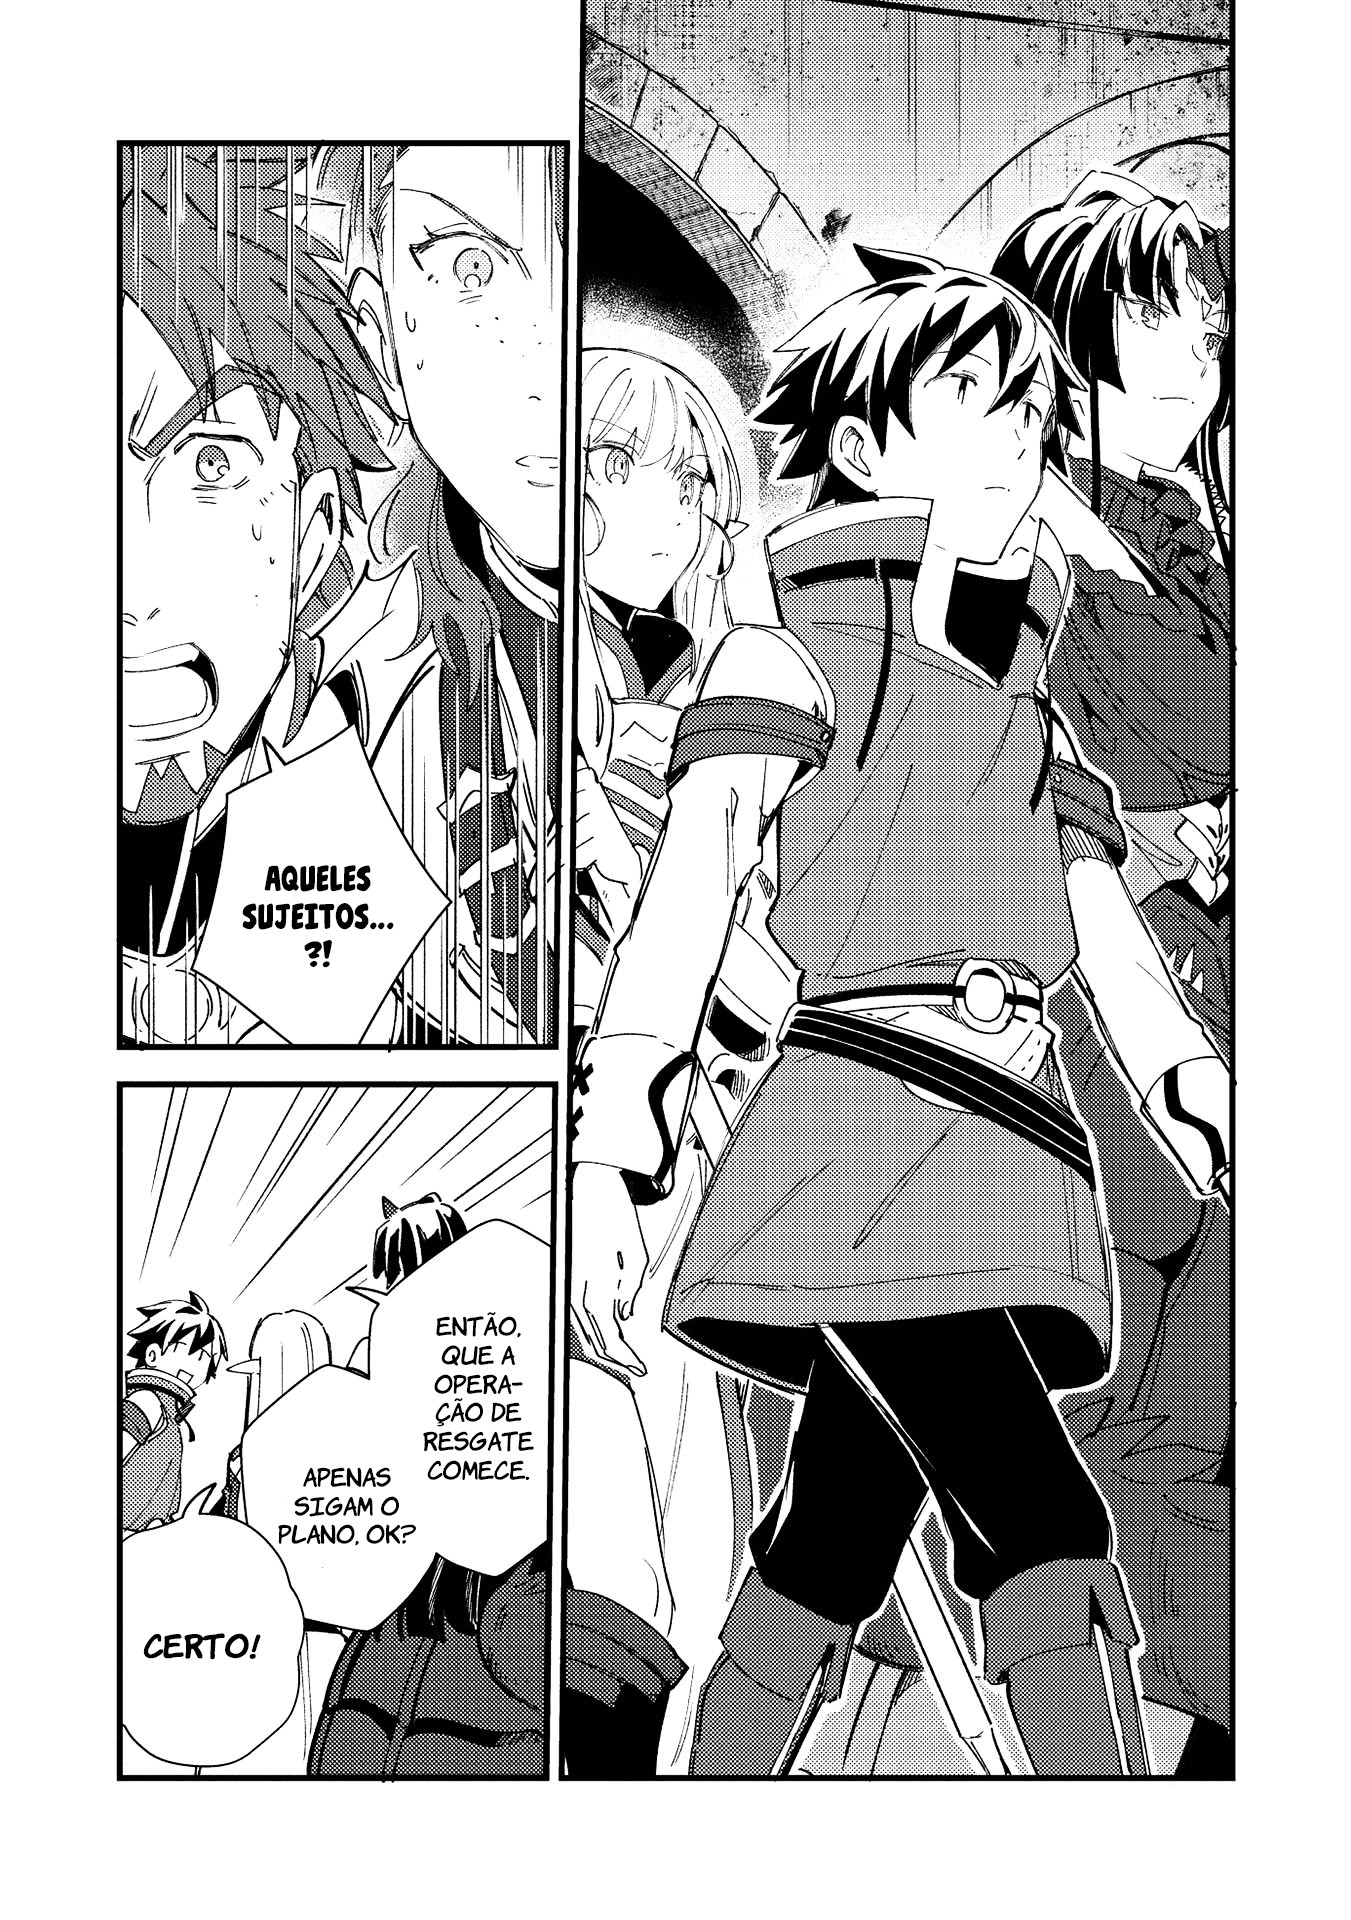 AQUELES
SUJEITOS...
?!
ENTÃO,
QUE A
OPERA-
ÇÃO DE
RESGATE
COMECE.
APENAS
SIGAM O
PLANO, OK?
CERTO!